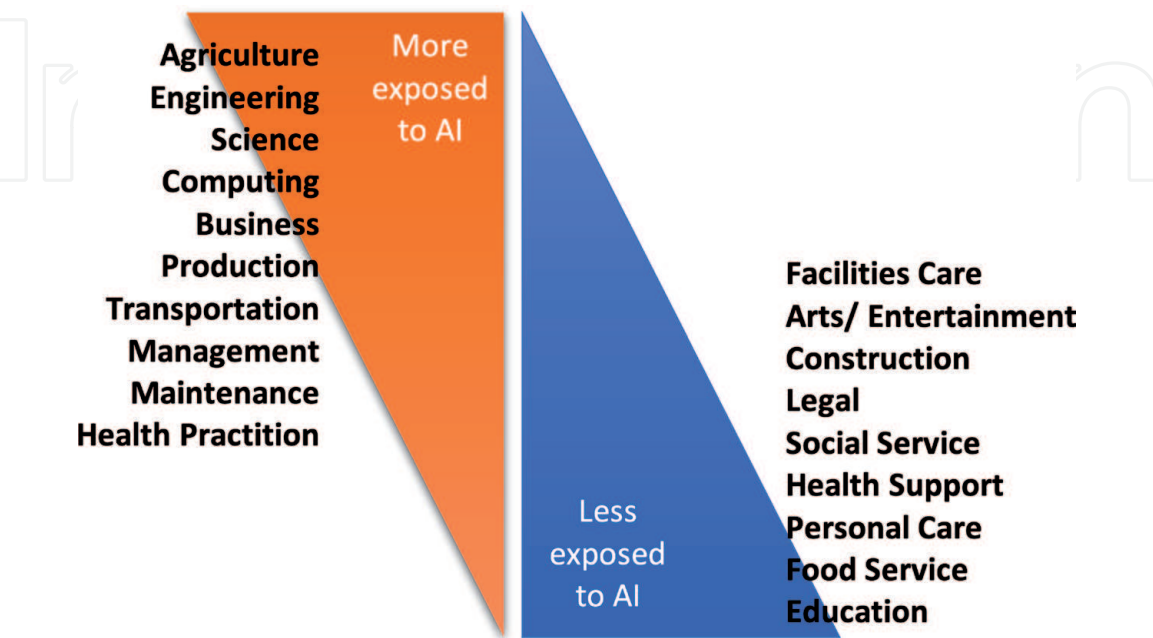 Agriculture
Engineering
Science
Computing
Business
Production
Transportation
Management
Maintenance
Health Practition
More
exposed
to AI
Less
exposed
to AI
Facilities Care
Arts/ Entertainment
Construction
Legal
Social Service
Health Support
Personal Care
Food Service
Education